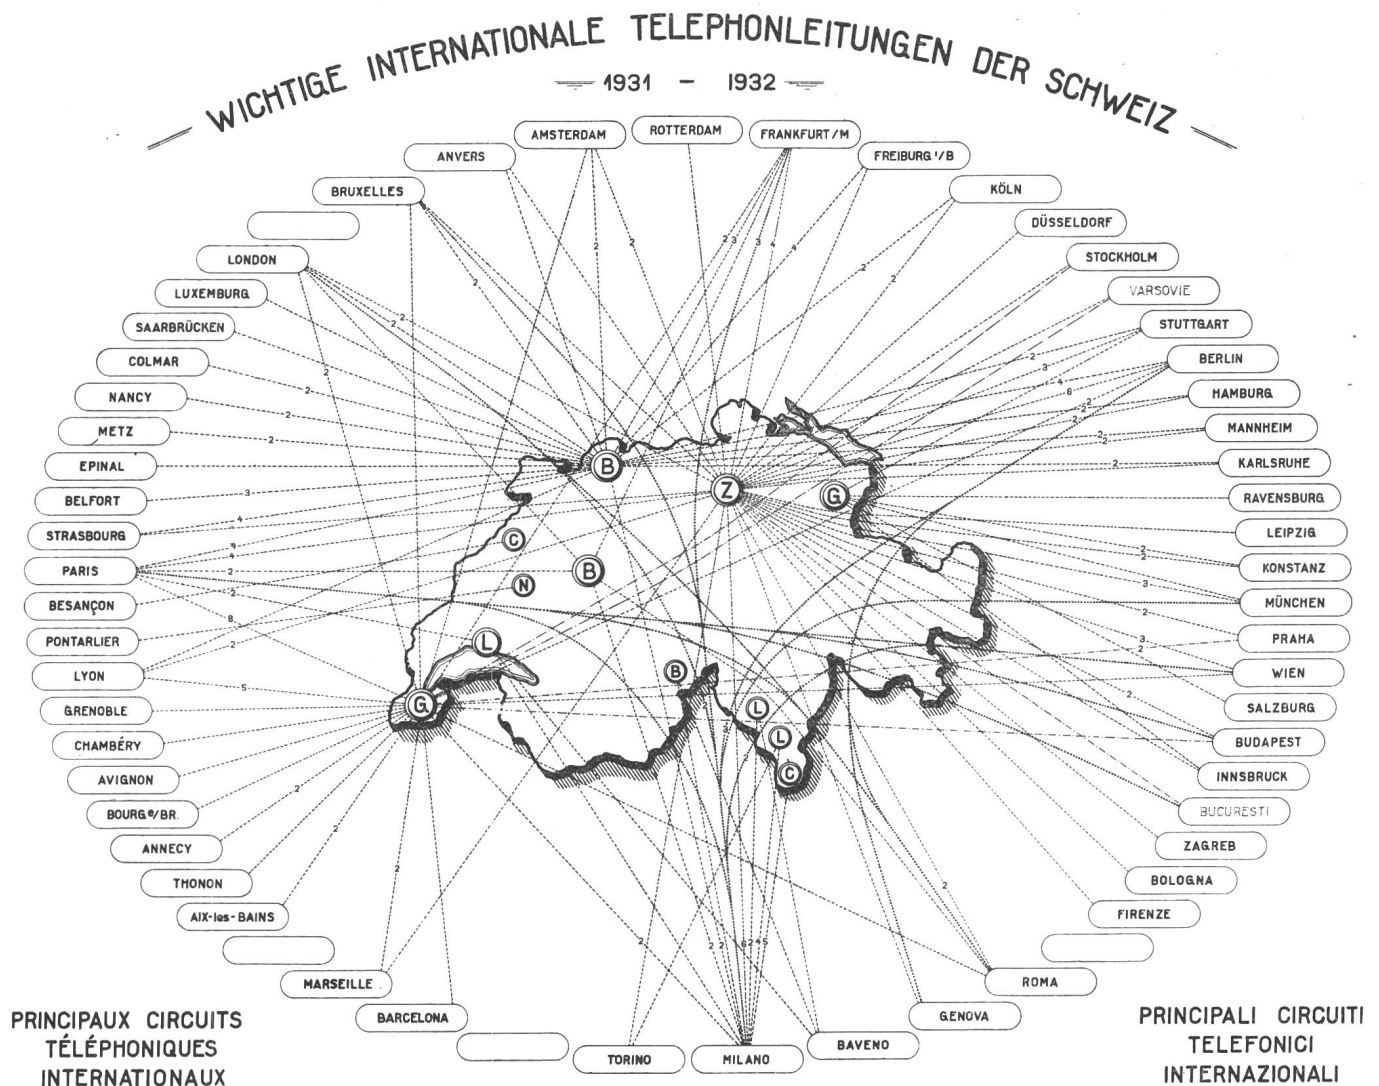 WICHTIGE INTERNATIONALE TELEPHONLEITUNGEN DER SCHWEIZ
1931 - 1932
AMSTERDAM
ROTTERDAM
FRANKFURT/M
ANVERS
FREIBURG I/B
BRUXELLES
KÖLN
DÜSSELDORF
LONDON
STOCKHOLM
LUXEMBURG
VARSOVIE
SAARBRÜCKEN
STUTTGART
COLMAR
BERLIN
NANCY
HAMBURG
METZ
MANNHEIM
EPINAL
KARLSRUHE
BELFORT
RAVENSBURG
STRASBOURG
LEIPZIG
PARIS
KONSTANZ
BESANÇON
MÜNCHEN
PONTARLIER
PRAHA
LYON
WIEN
GRENOBLE
SALZBURG
CHAMBÉRY
BUDAPEST
AVIGNON
INNSBRUCK
BOURG e/BR.
BUCURESTI
ANNECY
ZAGREB
THONON
BOLOGNA
AIX-les-BAINS
FIRENZE
MARSEILLE
ROMA
BARCELONA
GENOVA
TORINO
MILANO
BAVENO
B
Z
G
C
B
N
L
B
G
L
L
C
PRINCIPAUX CIRCUITS
TÉLÉPHONIQUES
INTERNATIONAUX
PRINCIPALI CIRCUITI
TELEFONICI
INTERNAZIONALI